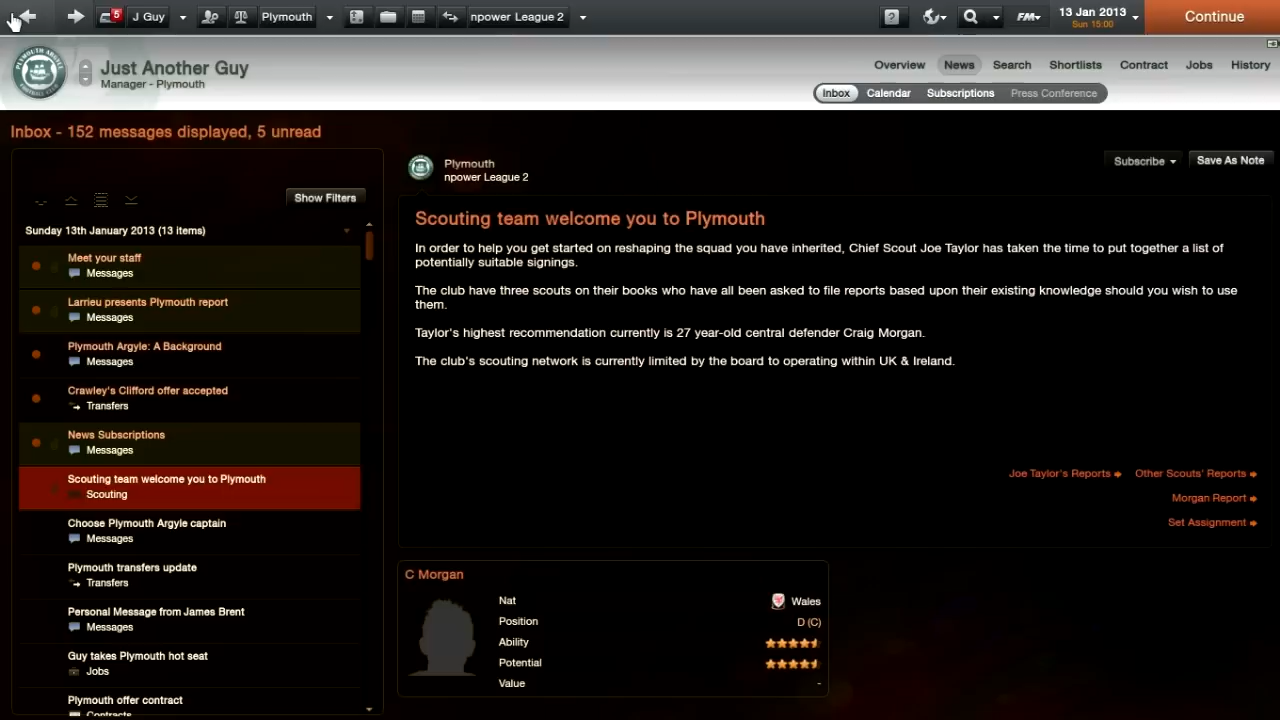 5 J Guy Plymouth npower League 2 FM 13 Jan 2013 Continue
Sun 15:00
Just Another Guy
Manager - Plymouth
Overview News Search Shortlists Contract Jobs History
Inbox Calendar Subscriptions Press Conference
Inbox - 152 messages displayed, 5 unread
Show Filters
Sunday 13th January 2013 (13 items)
Meet your staff
Messages
Larrieu presents Plymouth report
Messages
Plymouth Argyle: A Background
Messages
Crawley's Clifford offer accepted
Transfers
News Subscriptions
Messages
Scouting team welcome you to Plymouth
Scouting
Choose Plymouth Argyle captain
Messages
Plymouth transfers update
Transfers
Personal Message from James Brent
Messages
Guy takes Plymouth hot seat
Jobs
Plymouth offer contract
Contracts
Plymouth
npower League 2
Subscribe Save As Note
Scouting team welcome you to Plymouth
In order to help you get started on reshaping the squad you have inherited, Chief Scout Joe Taylor has taken the time to put together a list of
potentially suitable signings.
The club have three scouts on their books who have all been asked to file reports based upon their existing knowledge should you wish to use
them.
Taylor's highest recommendation currently is 27 year-old central defender Craig Morgan.
The club's scouting network is currently limited by the board to operating within UK & Ireland.
Joe Taylor's Reports Other Scouts' Reports
Morgan Report
Set Assignment
C Morgan
Nat Wales
Position D (C)
Ability
Potential
Value -